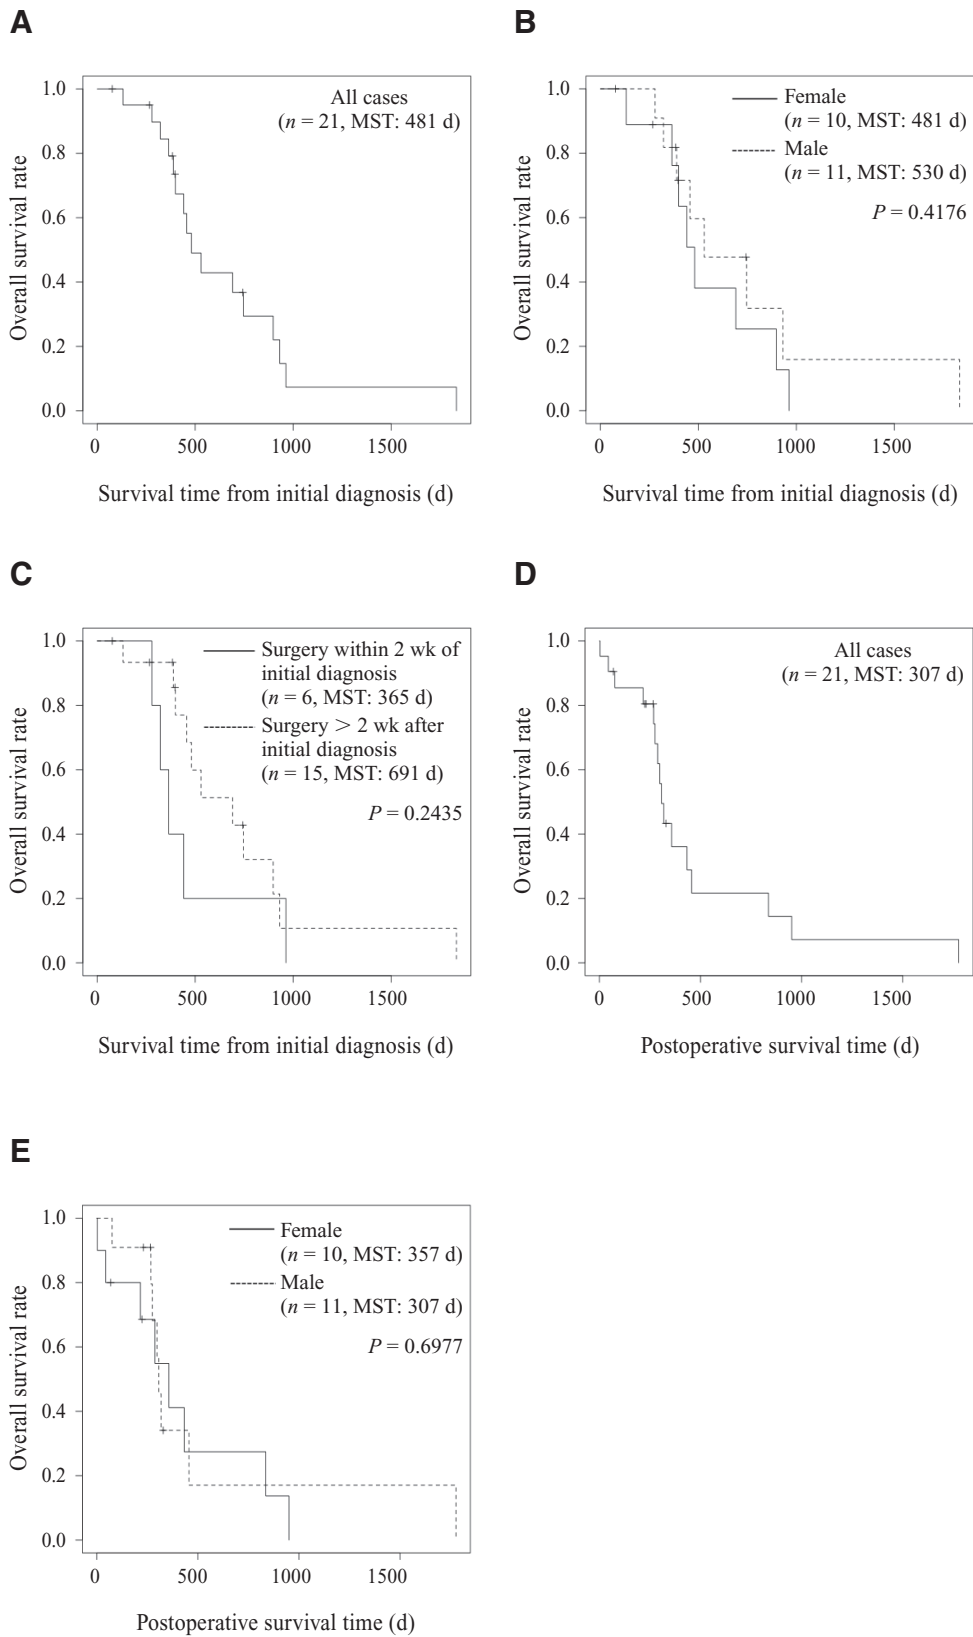 A
All cases
(n = 21, MST: 481 d)
Overall survival rate
1.0
0.8
0.6
0.4
0.2
0.0
0 500 1000 1500
Survival time from initial diagnosis (d)
B
Female
(n = 10, MST: 481 d)
Male
(n = 11, MST: 530 d)
P = 0.4176
Overall survival rate
1.0
0.8
0.6
0.4
0.2
0.0
0 500 1000 1500
Survival time from initial diagnosis (d)
C
Surgery within 2 wk of
initial diagnosis
(n = 6, MST: 365 d)
Surgery > 2 wk after
initial diagnosis
(n = 15, MST: 691 d)
P = 0.2435
Overall survival rate
1.0
0.8
0.6
0.4
0.2
0.0
0 500 1000 1500
Survival time from initial diagnosis (d)
D
All cases
(n = 21, MST: 307 d)
Overall survival rate
1.0
0.8
0.6
0.4
0.2
0.0
0 500 1000 1500
Postoperative survival time (d)
E
Female
(n = 10, MST: 357 d)
Male
(n = 11, MST: 307 d)
P = 0.6977
Overall survival rate
1.0
0.8
0.6
0.4
0.2
0.0
0 500 1000 1500
Postoperative survival time (d)